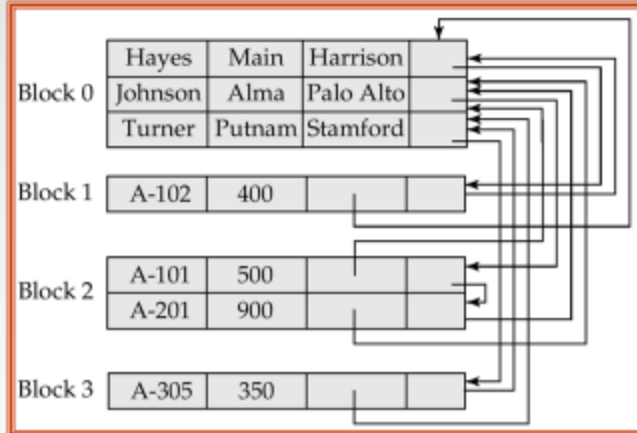 Hayes Main Harrison
Block 0 Johnson Alma Palo Alto
Turner Putnam Stamford
Block 1 A-102 400
Block 2
A-101 500
A-201 900
Block 3 A-305 350